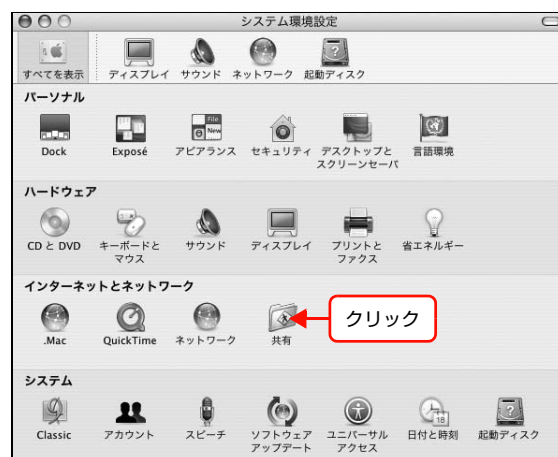 システム環境設定
すべてを表示 ディスプレイ サウンド ネットワーク 起動ディスク
パーソナル
File
New
Dock Exposé アピアランス セキュリティ デスクトップと 言語環境
スクリーンセーバ
ハードウェア
CD と DVD キーボードと サウンド ディスプレイ プリントと 省エネルギー
マウス ファクス
インターネットとネットワーク
クリック
.Mac QuickTime ネットワーク 共有
システム
18
Classic アカウント スピーチ ソフトウェア ユニバーサル 日付と時刻 起動ディスク
アップデート アクセス